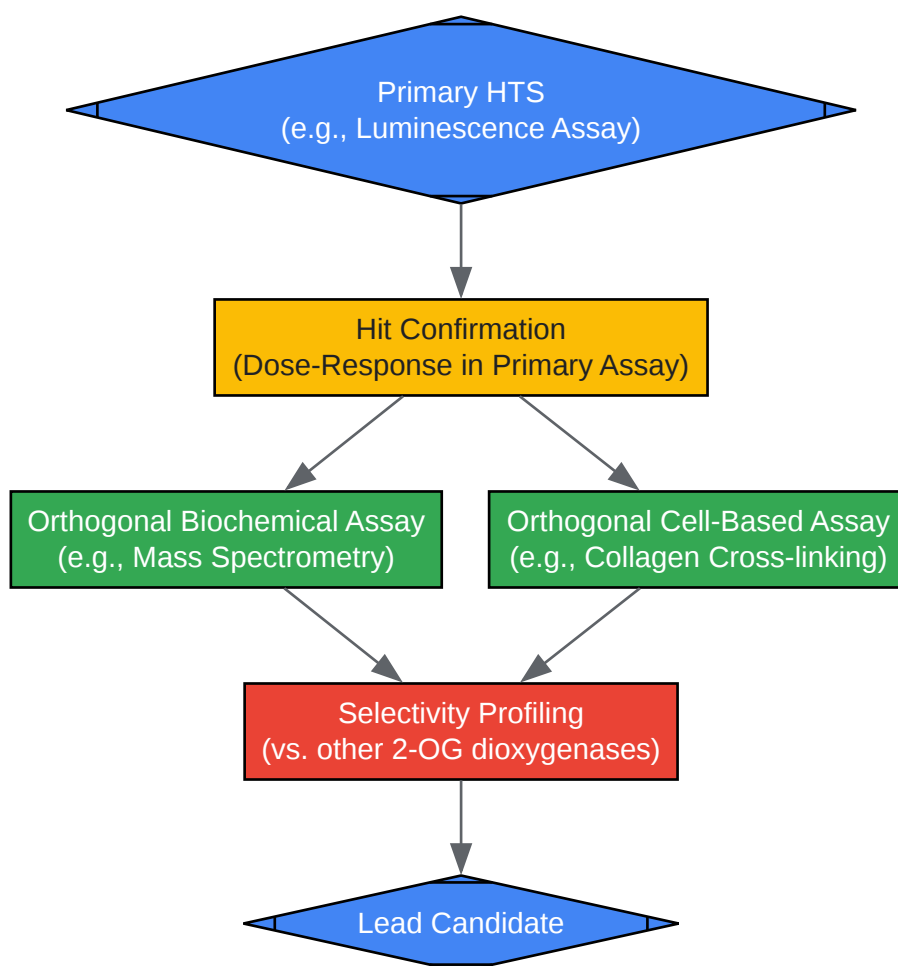 Primary HTS
(e.g., Luminescence Assay)
Hit Confirmation
(Dose-Response in Primary Assay)
Orthogonal Biochemical Assay
(e.g., Mass Spectrometry)
Orthogonal Cell-Based Assay
(e.g., Collagen Cross-linking)
Selectivity Profiling
(vs. other 2-OG dioxygenases)
Lead Candidate